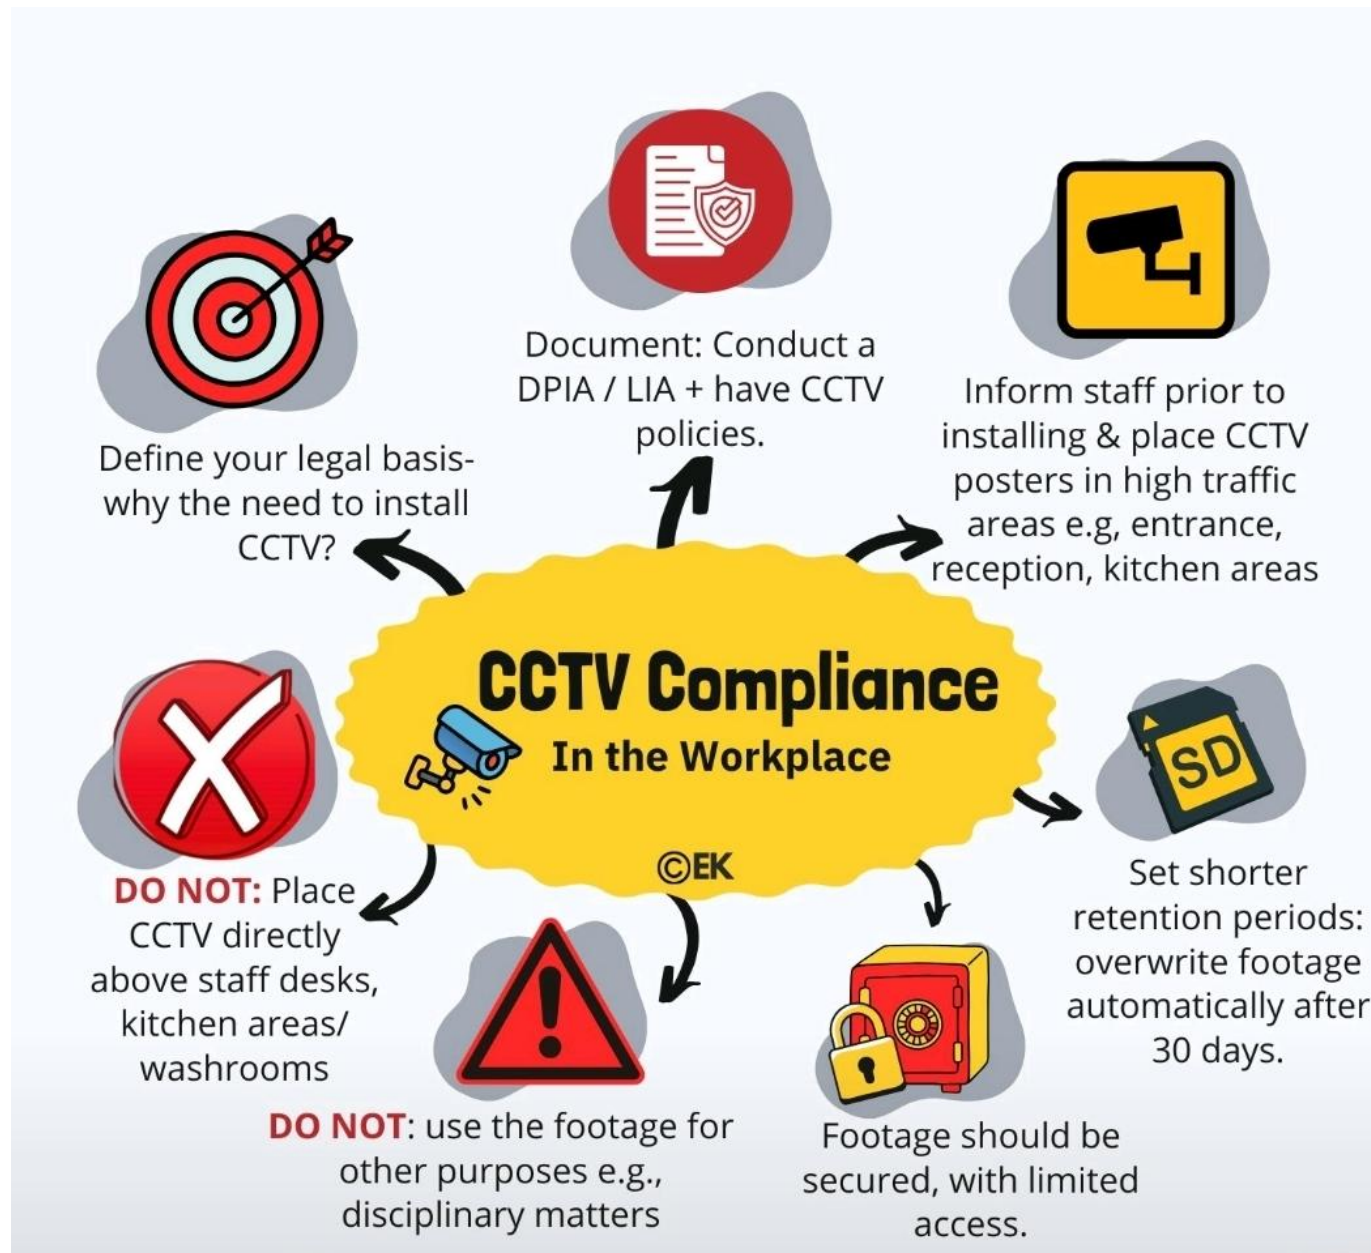 Document: Conduct a
DPIA / LIA + have CCTV
policies.
Inform staff prior to
installing & place CCTV
posters in high traffic
areas e.g, entrance,
reception, kitchen areas
Define your legal basis-
why the need to install
CCTV?
CCTV Compliance
In the Workplace
©EK
SD
Set shorter
retention periods:
overwrite footage
automatically after
30 days.
DO NOT: Place
CCTV directly
above staff desks,
kitchen areas/
washrooms
DO NOT: use the footage for
other purposes e.g.,
disciplinary matters
Footage should be
secured, with limited
access.